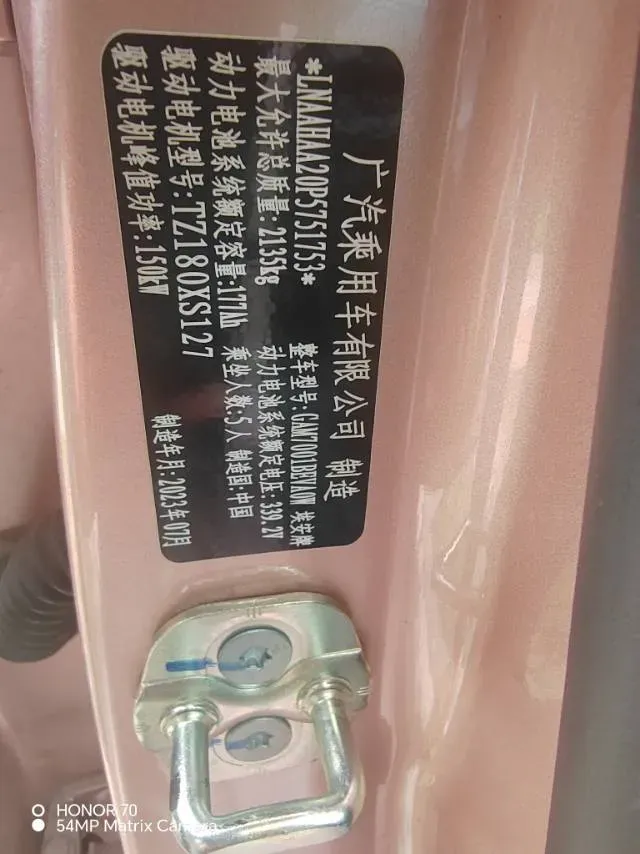 广汽乘用车有限公司 制造
*LNAAHAA20P5751753*
整车型号:GAM7001BEVA0W 埃安牌
最大允许总质量:2135kg
动力电池系统额定电压:339.2V
动力电池系统额定容量:177Ah
乘坐人数:5人 制造国:中国
驱动电机型号:TZ180XS127
驱动电机峰值功率:150kW
制造年月:2023年07月
HONOR 70
54MP Matrix Camera